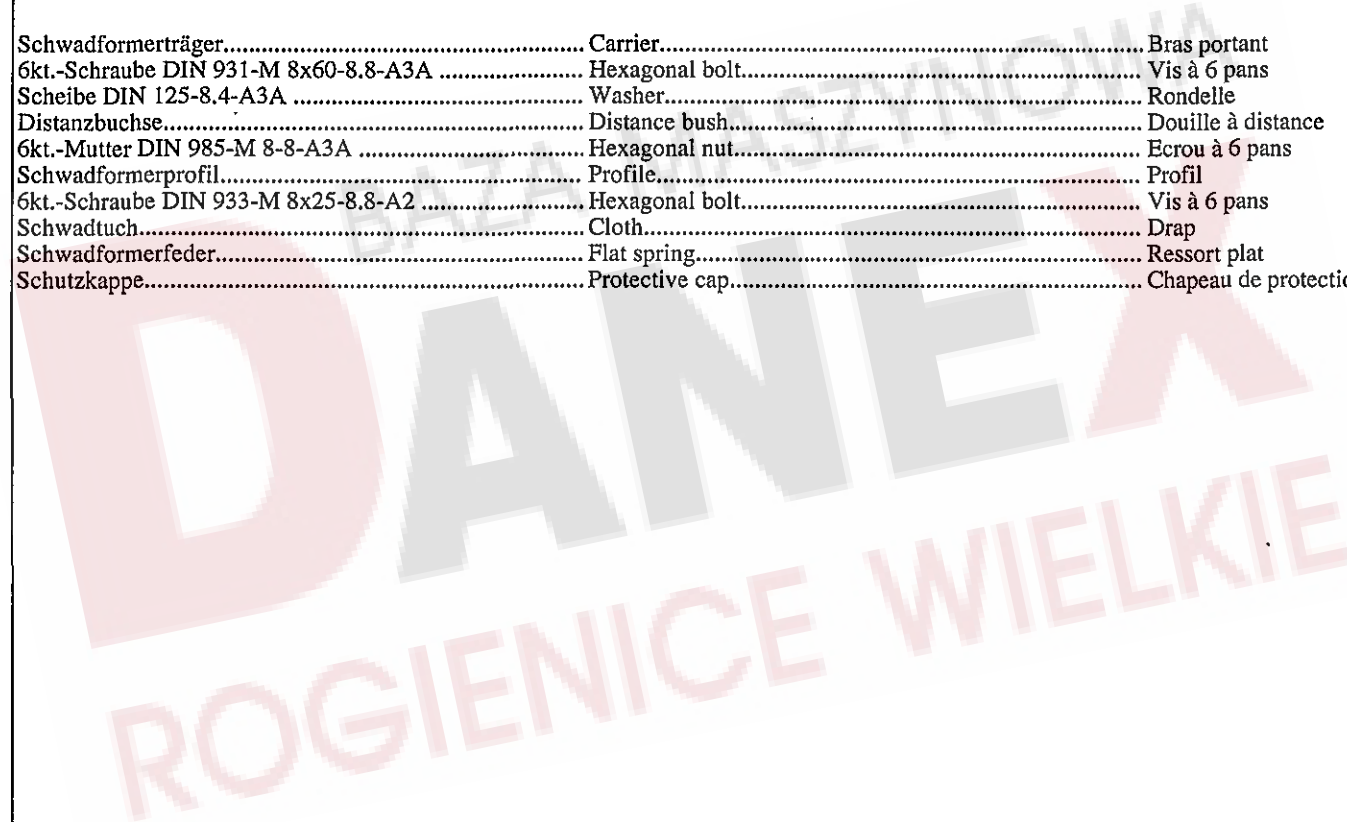 Schwadformerträger................................................ Carrier................................................ Bras portant
6kt.-Schraube DIN 931-M 8x60-8.8-A3A ........................ Hexagonal bolt................................................ Vis à 6 pans
Scheibe DIN 125-8,4-A3A ................................................ Washer................................................ Rondelle
Distanzbuchse................................................ Distance bush................................................ Douille à distance
6kt.-Mutter DIN 985-M 8-8-A3A ........................ Hexagonal nut................................................ Ecrou à 6 pans
Schwadformerprofil................................................ Profile................................................ Profil
6kt.-Schraube DIN 933-M 8x25-8.8-A2 ........................ Hexagonal bolt................................................ Vis à 6 pans
Schwadtuch................................................ Cloth................................................ Drap
Schwadformerfeder................................................ Flat spring................................................ Ressort plat
Schutzkappe................................................ Protective cap................................................ Chapeau de protectio
BAZA MASZYNOWA
DANEX
ROGIENICE WIELKIE